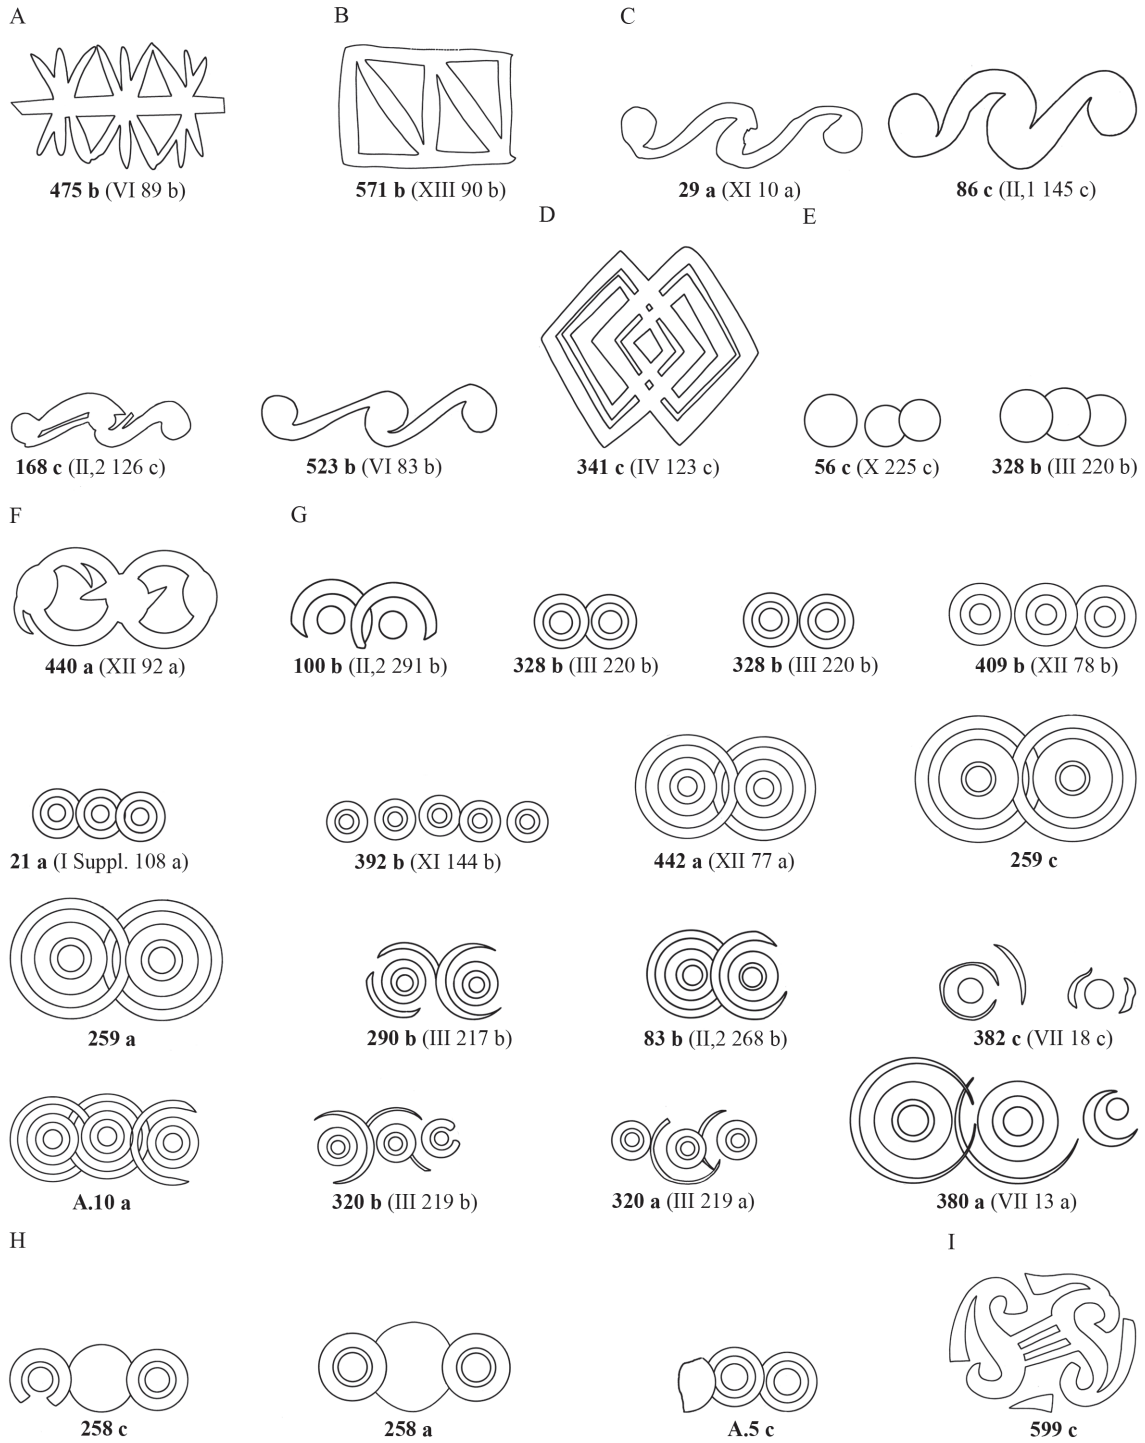 A
B
C
475 b (VI 89 b)
571 b (XIII 90 b)
29 a (XI 10 a)
86 c (II,1 145 c)
D
E
168 c (II,2 126 c)
523 b (VI 83 b)
341 c (IV 123 c)
56 c (X 225 c)
328 b (III 220 b)
F
G
440 a (XII 92 a)
100 b (II,2 291 b)
328 b (III 220 b)
328 b (III 220 b)
409 b (XII 78 b)
21 a (I Suppl. 108 a)
392 b (XI 144 b)
442 a (XII 77 a)
259 c
259 a
290 b (III 217 b)
83 b (II,2 268 b)
382 c (VII 18 c)
A.10 a
320 b (III 219 b)
320 a (III 219 a)
380 a (VII 13 a)
H
I
258 c
258 a
A.5 c
599 c